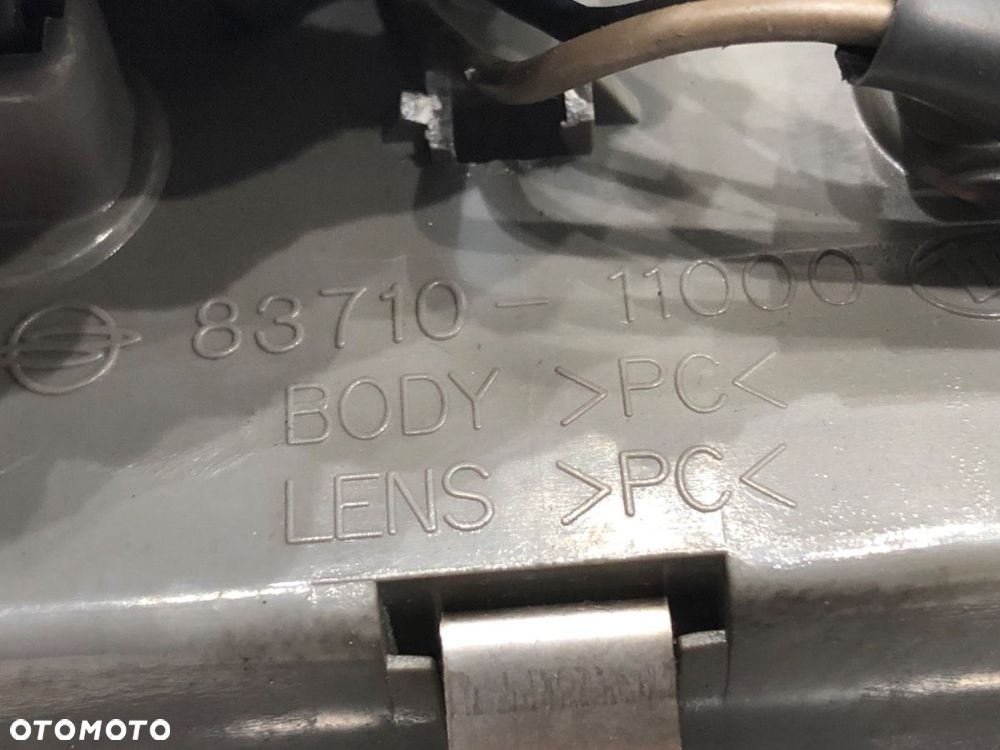 83710-11000
BODY >PC<
LENS >PC<
OTOMOTO